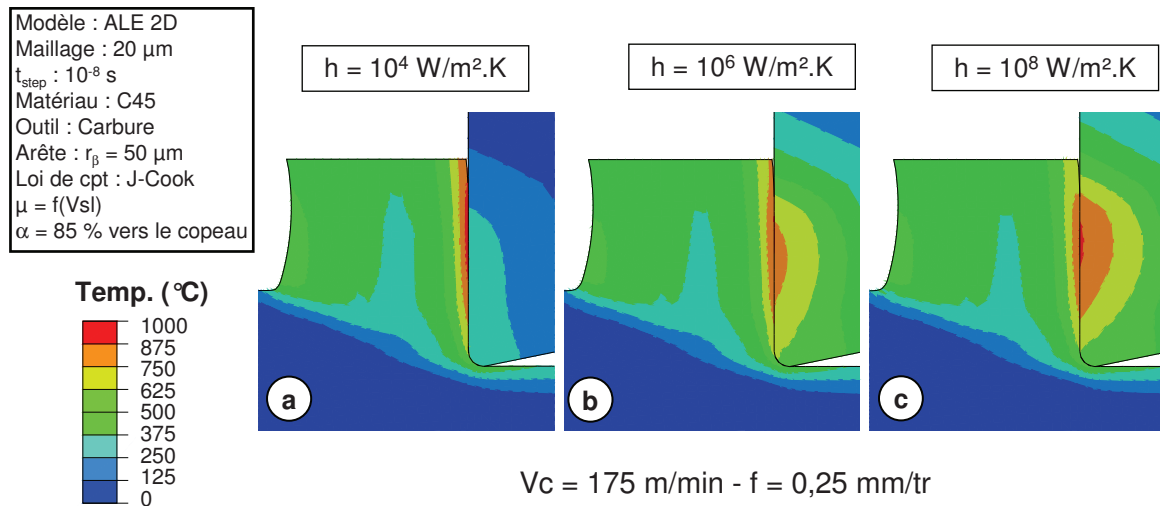 Modèle : ALE 2D
Maillage : 20 µm
tstep : 10-8 s
Matériau : C45
Outil : Carbure
Arête : rβ = 50 µm
Loi de cpt : J-Cook
µ = f(Vsl)
α = 85 % vers le copeau
h = 10⁴ W/m².K
h = 10⁶ W/m².K
h = 10⁸ W/m².K
Temp. (°C)
1000
875
750
625
500
375
250
125
0
a
b
c
Vc = 175 m/min - f = 0,25 mm/tr